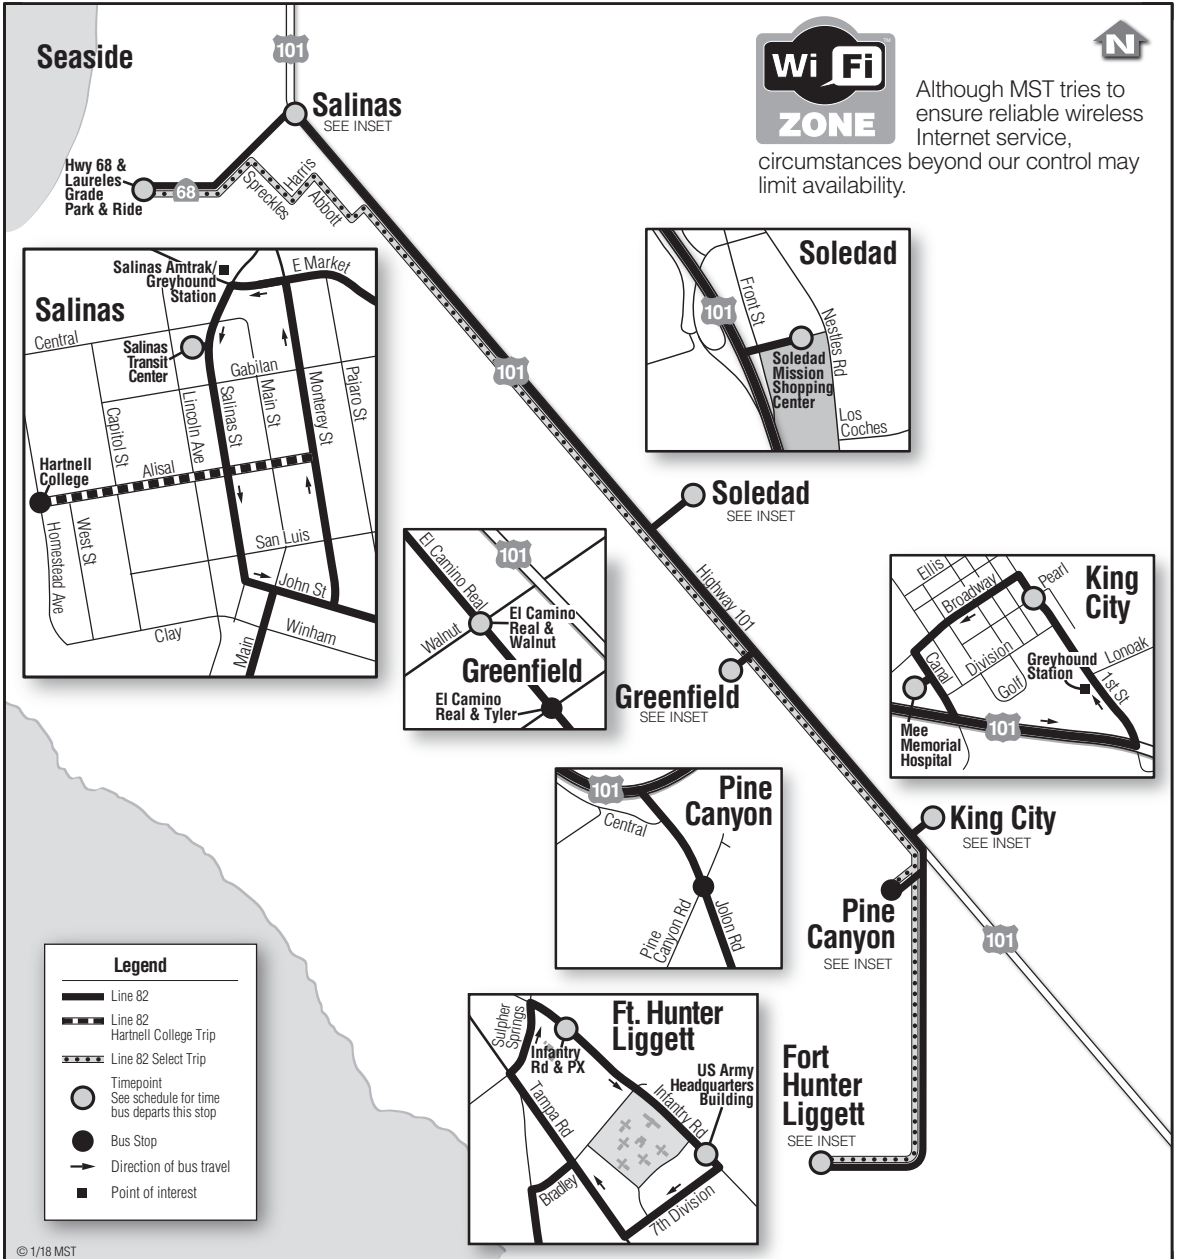 Seaside
101
Salinas
SEE INSET
Hwy 68 &
Laureles
Grade
Park & Ride
68
Spreckles
Harris
Abbott
Wi Fi
TM
ZONE
N
Although MST tries to
ensure reliable wireless
Internet service,
circumstances beyond our control may
limit availability.
Salinas
Salinas Amtrak/
Greyhound
Station
E Market
Central
Salinas
Transit
Center
Gabilan
Capitol St
Lincoln Ave
Salinas St
Main St
Monterey St
Pajaro St
Hartnell
College
Alisal
Homestead Ave
West St
San Luis
John St
Clay
Main
Winham
101
Soledad
101
Front St
Nestles Rd
Soledad
Mission
Shopping
Center
Los
Coches
Soledad
SEE INSET
Highway 101
101
El Camino Real
Walnut
El Camino
Real &
Walnut
Greenfield
El Camino
Real & Tyler
Greenfield
SEE INSET
King
City
Ellis
Broadway
Pearl
Canal
Division
Golf
Greyhound
Station
Lonoak
1st St
101
Mee
Memorial
Hospital
King City
SEE INSET
Pine
Canyon
101
Central
Pine
Canyon Rd
Jolon Rd
Pine
Canyon
SEE INSET
101
Ft. Hunter
Liggett
Sulpher
Springs
Infantry
Rd & PX
US Army
Headquarters
Building
Infantry Rd
Tampa Rd
Bradley
7th Division
Fort
Hunter
Liggett
SEE INSET
Legend
Line 82
Line 82
Hartnell College Trip
Line 82 Select Trip
Timepoint
See schedule for time
bus departs this stop
Bus Stop
Direction of bus travel
Point of interest
© 1/18 MST